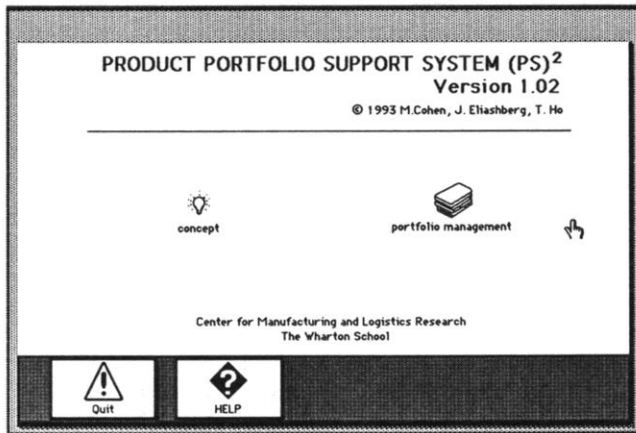 PRODUCT PORTFOLIO SUPPORT SYSTEM (PS)²
Version 1.02
© 1993 M.Cohen, J. Eliashberg, T. Ho
concept
portfolio management
Center for Manufacturing and Logistics Research
The Wharton School
Quit
HELP